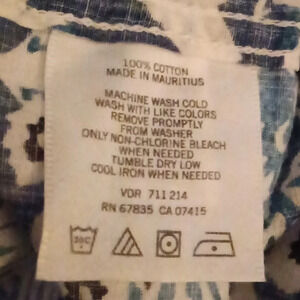 100% COTTON
MADE IN MAURITIUS
MACHINE WASH COLD
WASH WITH LIKE COLORS
REMOVE PROMPTLY
FROM WASHER
ONLY NON-CHLORINE BLEACH
WHEN NEEDED
TUMBLE DRY LOW
COOL IRON WHEN NEEDED
VDR 711 214
RN 67835 CA 07415
30C